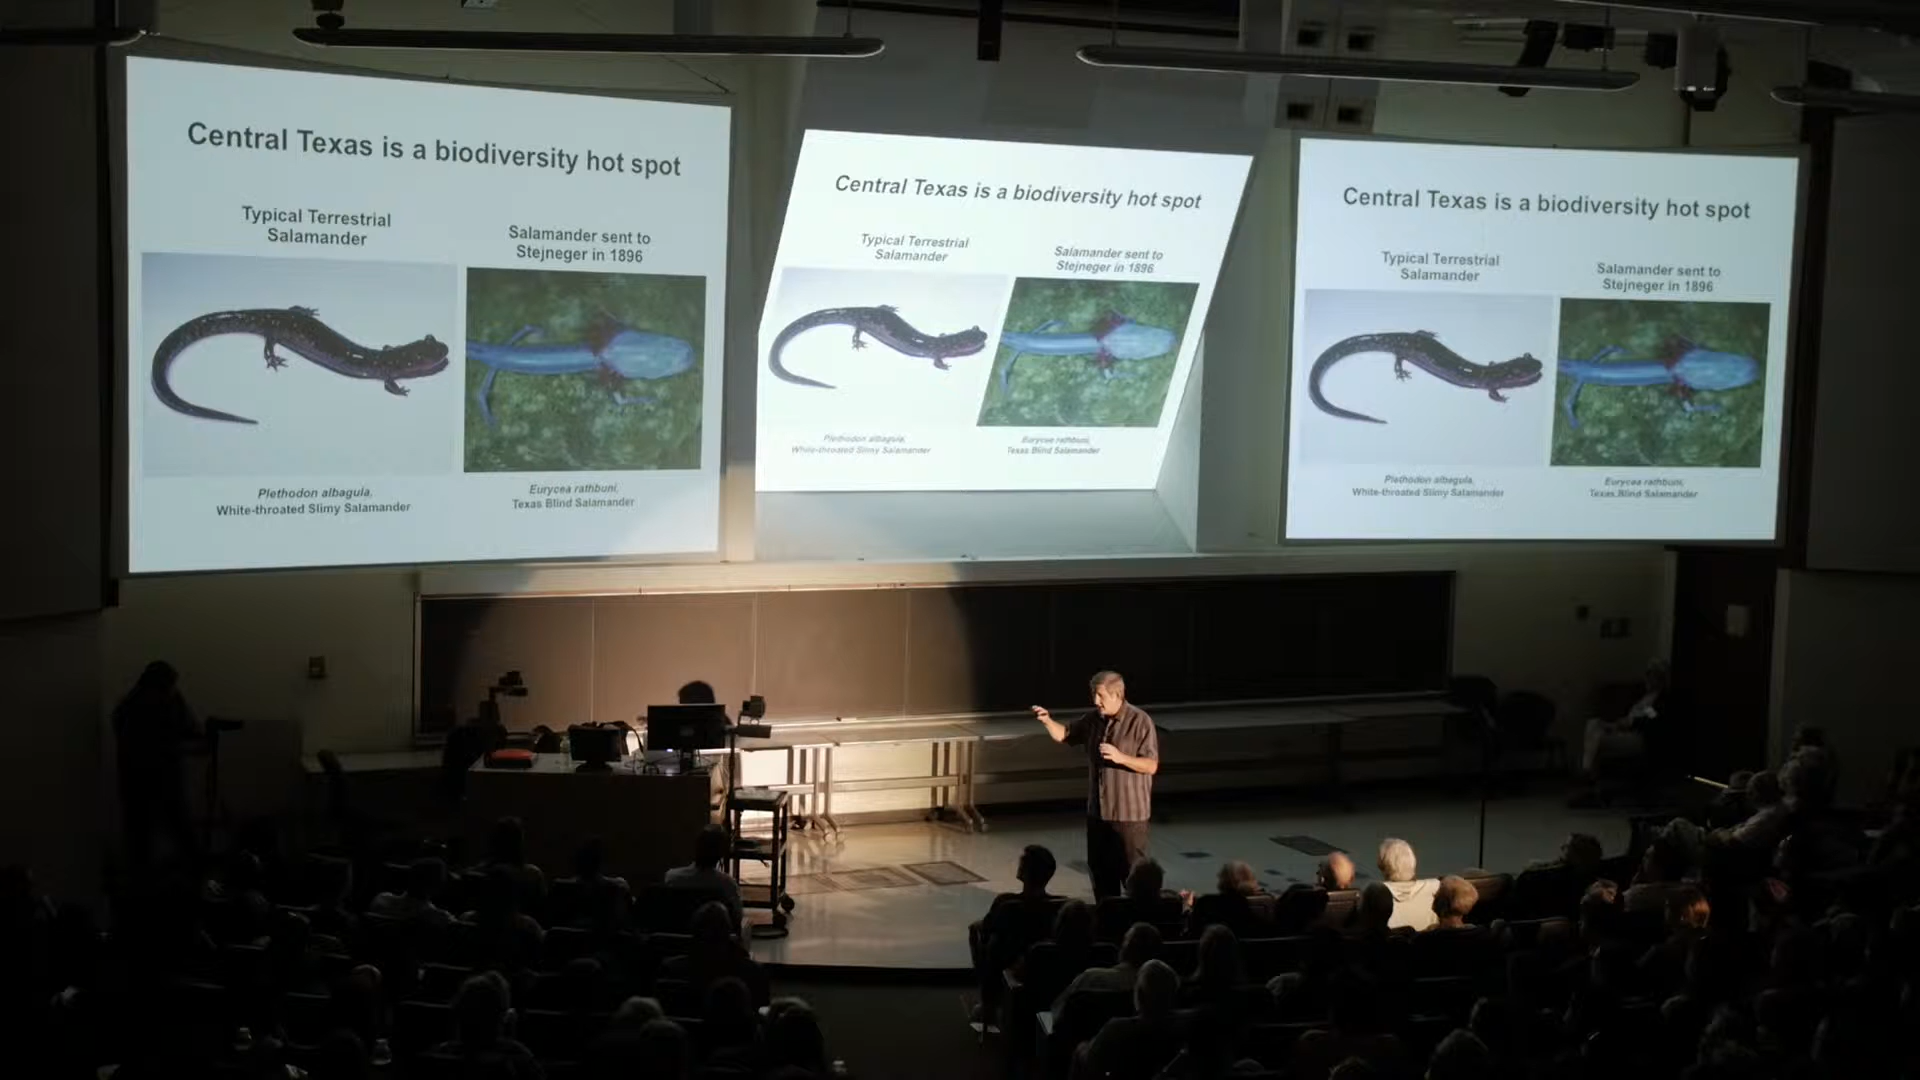 Central Texas is a biodiversity hot spot
Typical Terrestrial
Salamander
Salamander sent to
Stejneger in 1896
Plethodon albagula,
White-throated Slimy Salamander
Eurycea rathbuni,
Texas Blind Salamander
Central Texas is a biodiversity hot spot
Typical Terrestrial
Salamander
Salamander sent to
Stejneger in 1896
Plethodon albagula,
White-throated Slimy Salamander
Eurycea rathbuni,
Texas Blind Salamander
Central Texas is a biodiversity hot spot
Typical Terrestrial
Salamander
Salamander sent to
Stejneger in 1896
Plethodon albagula,
White-throated Slimy Salamander
Eurycea rathbuni,
Texas Blind Salamander